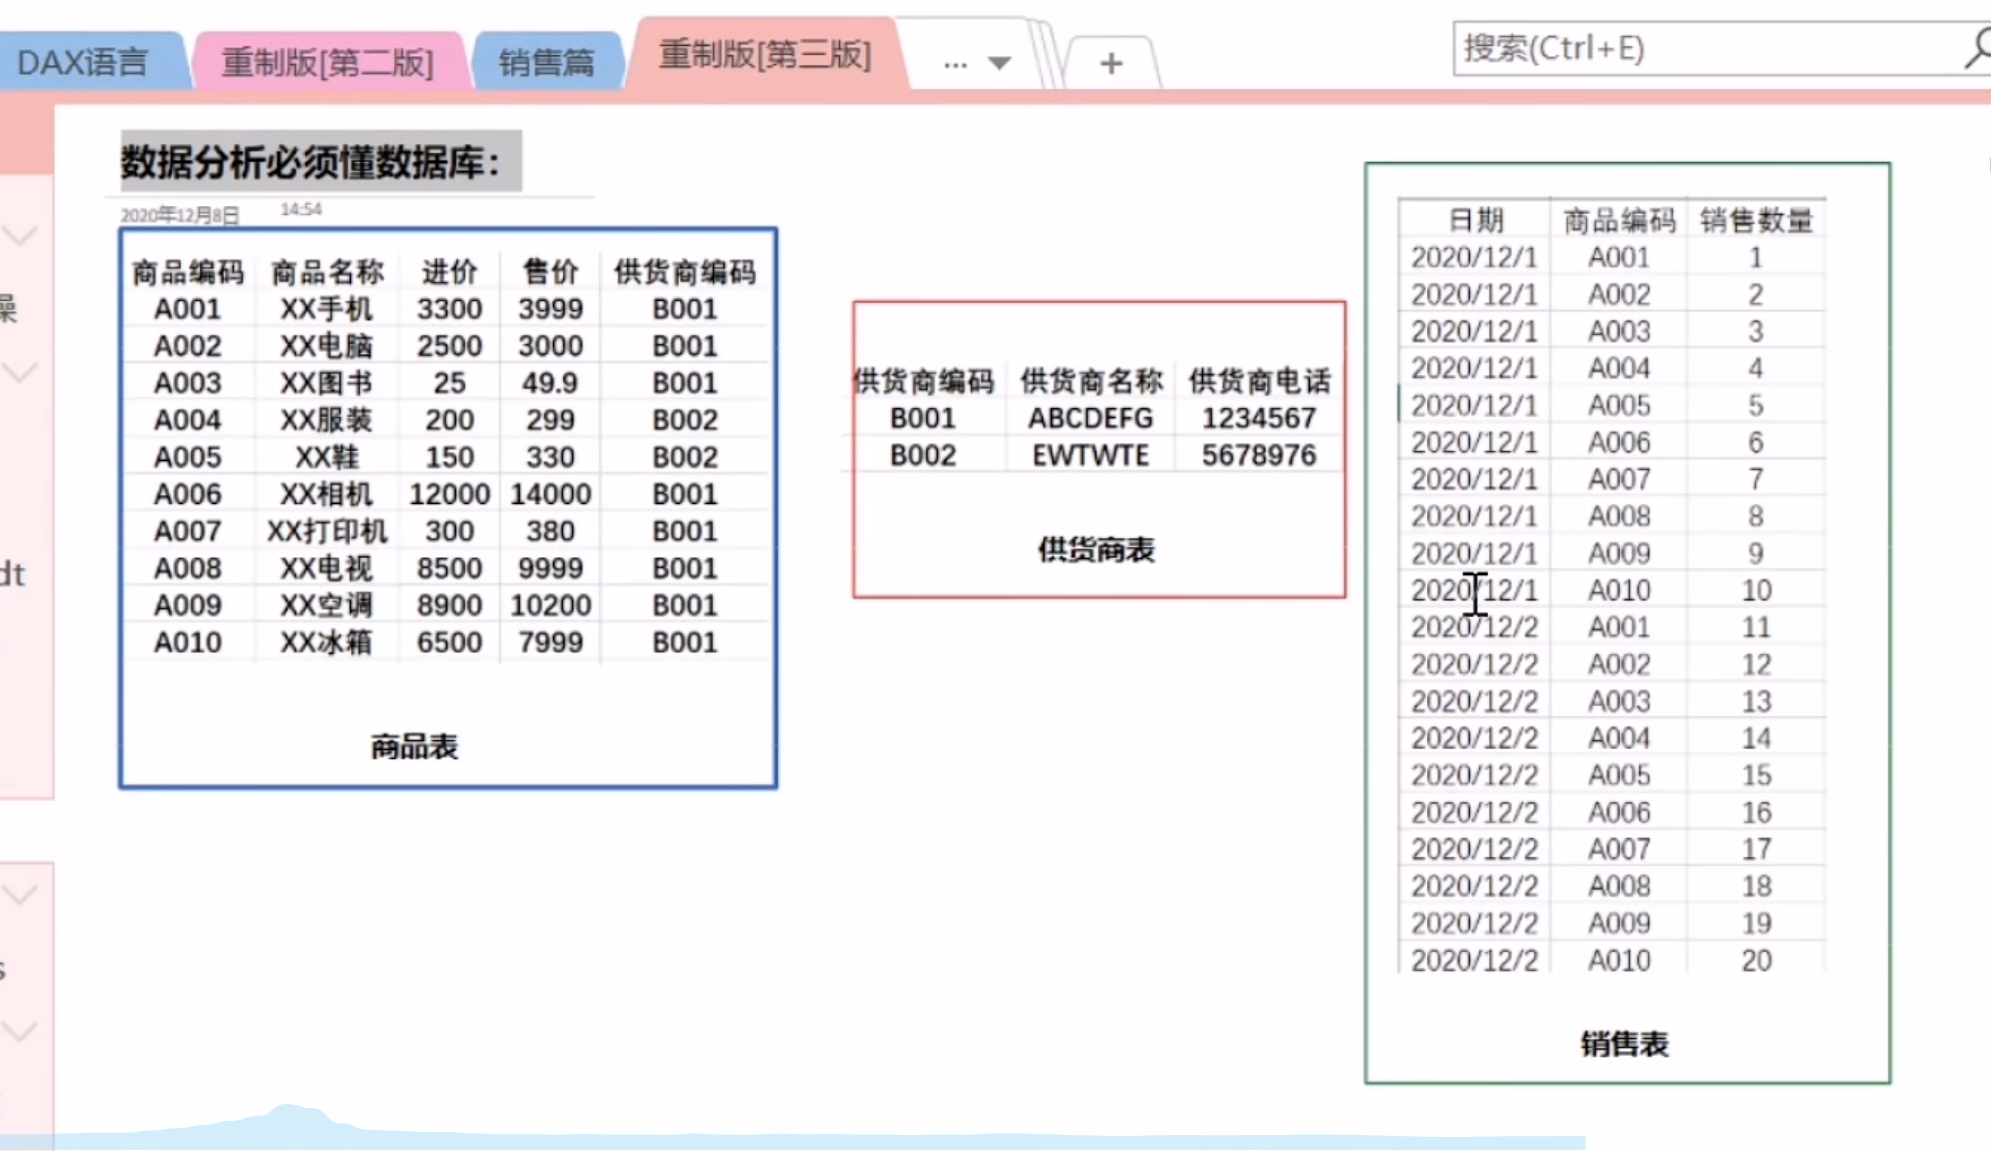 DAX语言 重制版[第二版] 销售篇 重制版[第三版] ... + 搜索(Ctrl+E)
数据分析必须懂数据库：
2020年12月8日 14:54
商品编码 商品名称 进价 售价 供货商编码
A001 XX手机 3300 3999 B001
A002 XX电脑 2500 3000 B001
A003 XX图书 25 49.9 B001
A004 XX服装 200 299 B002
A005 XX鞋 150 330 B002
A006 XX相机 12000 14000 B001
A007 XX打印机 300 380 B001
A008 XX电视 8500 9999 B001
A009 XX空调 8900 10200 B001
A010 XX冰箱 6500 7999 B001
商品表
供货商编码 供货商名称 供货商电话
B001 ABCDEFG 1234567
B002 EWTWTE 5678976
供货商表
日期 商品编码 销售数量
2020/12/1 A001 1
2020/12/1 A002 2
2020/12/1 A003 3
2020/12/1 A004 4
2020/12/1 A005 5
2020/12/1 A006 6
2020/12/1 A007 7
2020/12/1 A008 8
2020/12/1 A009 9
2020/12/1 A010 10
2020/12/2 A001 11
2020/12/2 A002 12
2020/12/2 A003 13
2020/12/2 A004 14
2020/12/2 A005 15
2020/12/2 A006 16
2020/12/2 A007 17
2020/12/2 A008 18
2020/12/2 A009 19
2020/12/2 A010 20
销售表
dt
s